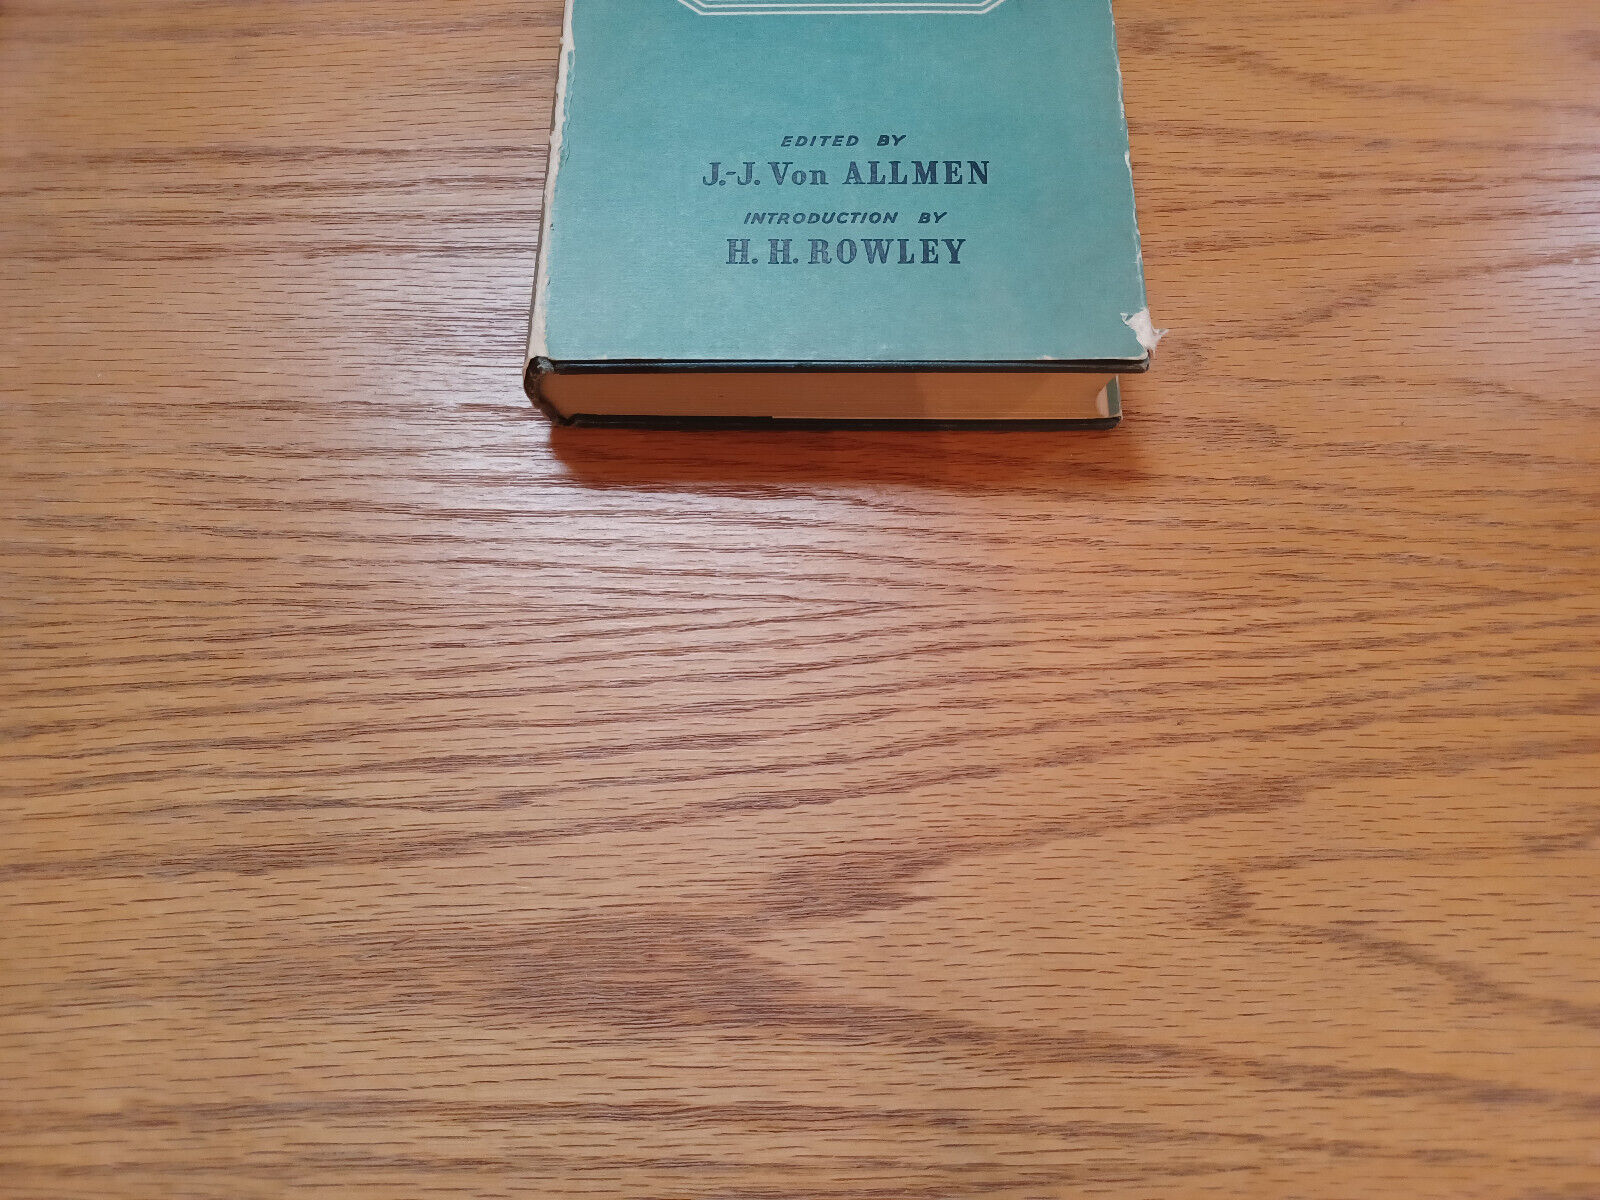 EDITED BY
J.-J. Von ALLMEN
INTRODUCTION BY
H. H. ROWLEY